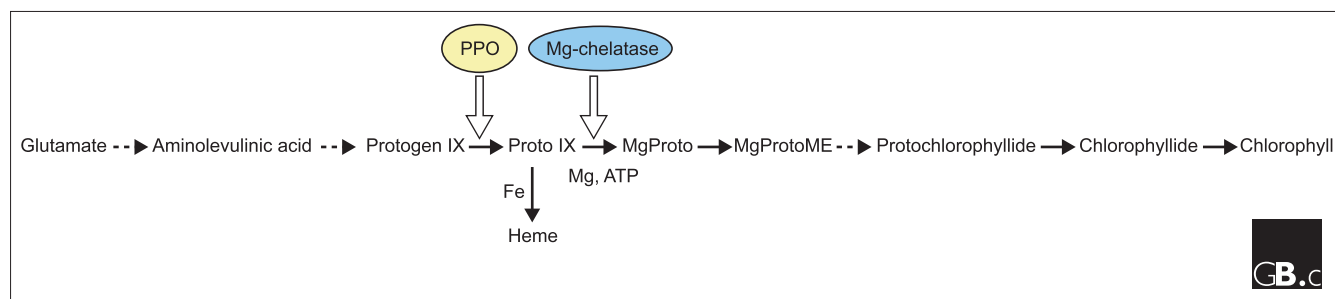 PPO Mg-chelatase
Glutamate Aminolevulinic acid Protogen IX Proto IX MgProto MgProtoME Protochlorophyllide Chlorophyllide Chlorophyll
Mg, ATP
Fe
Heme
GB.c